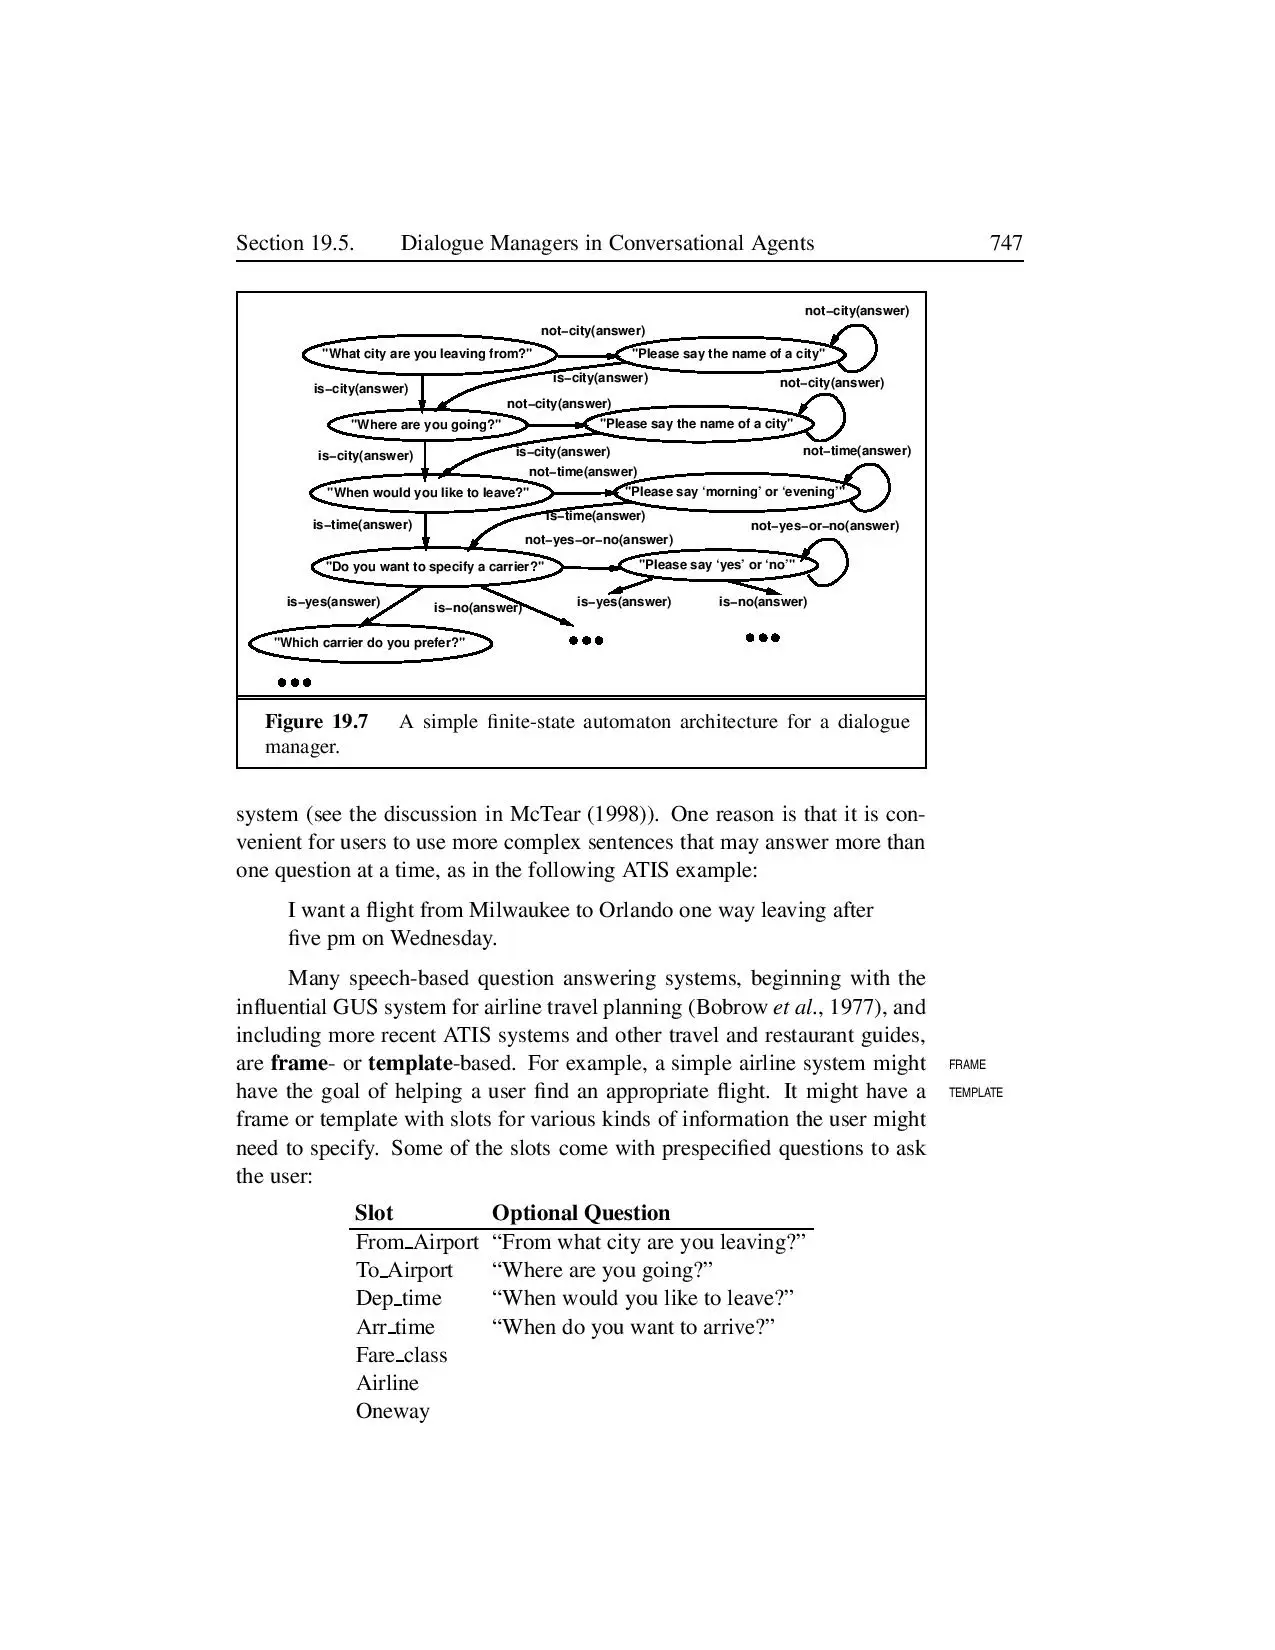 Section 19.5. Dialogue Managers in Conversational Agents 747
not–city(answer)
not–city(answer)
"What city are you leaving from?" "Please say the name of a city"
is–city(answer) is–city(answer) not–city(answer)
not–city(answer)
"Where are you going?" "Please say the name of a city"
is–city(answer) is–city(answer) not–time(answer)
not–time(answer)
"When would you like to leave?" "Please say ‘morning’ or ‘evening’"
is–time(answer) is–time(answer) not–yes–or–no(answer)
not–yes–or–no(answer)
"Do you want to specify a carrier?" "Please say ‘yes’ or ‘no’"
is–yes(answer) is–no(answer) is–yes(answer) is–no(answer)
"Which carrier do you prefer?"
Figure 19.7 A simple finite-state automaton architecture for a dialogue
manager.
system (see the discussion in McTear (1998)). One reason is that it is con-
venient for users to use more complex sentences that may answer more than
one question at a time, as in the following ATIS example:
I want a flight from Milwaukee to Orlando one way leaving after
five pm on Wednesday.
Many speech-based question answering systems, beginning with the
influential GUS system for airline travel planning (Bobrow et al., 1977), and
including more recent ATIS systems and other travel and restaurant guides,
are frame- or template-based. For example, a simple airline system might FRAME
have the goal of helping a user find an appropriate flight. It might have a TEMPLATE
frame or template with slots for various kinds of information the user might
need to specify. Some of the slots come with prespecified questions to ask
the user:
Slot Optional Question
From_Airport “From what city are you leaving?”
To_Airport “Where are you going?”
Dep_time “When would you like to leave?”
Arr_time “When do you want to arrive?”
Fare_class
Airline
Oneway